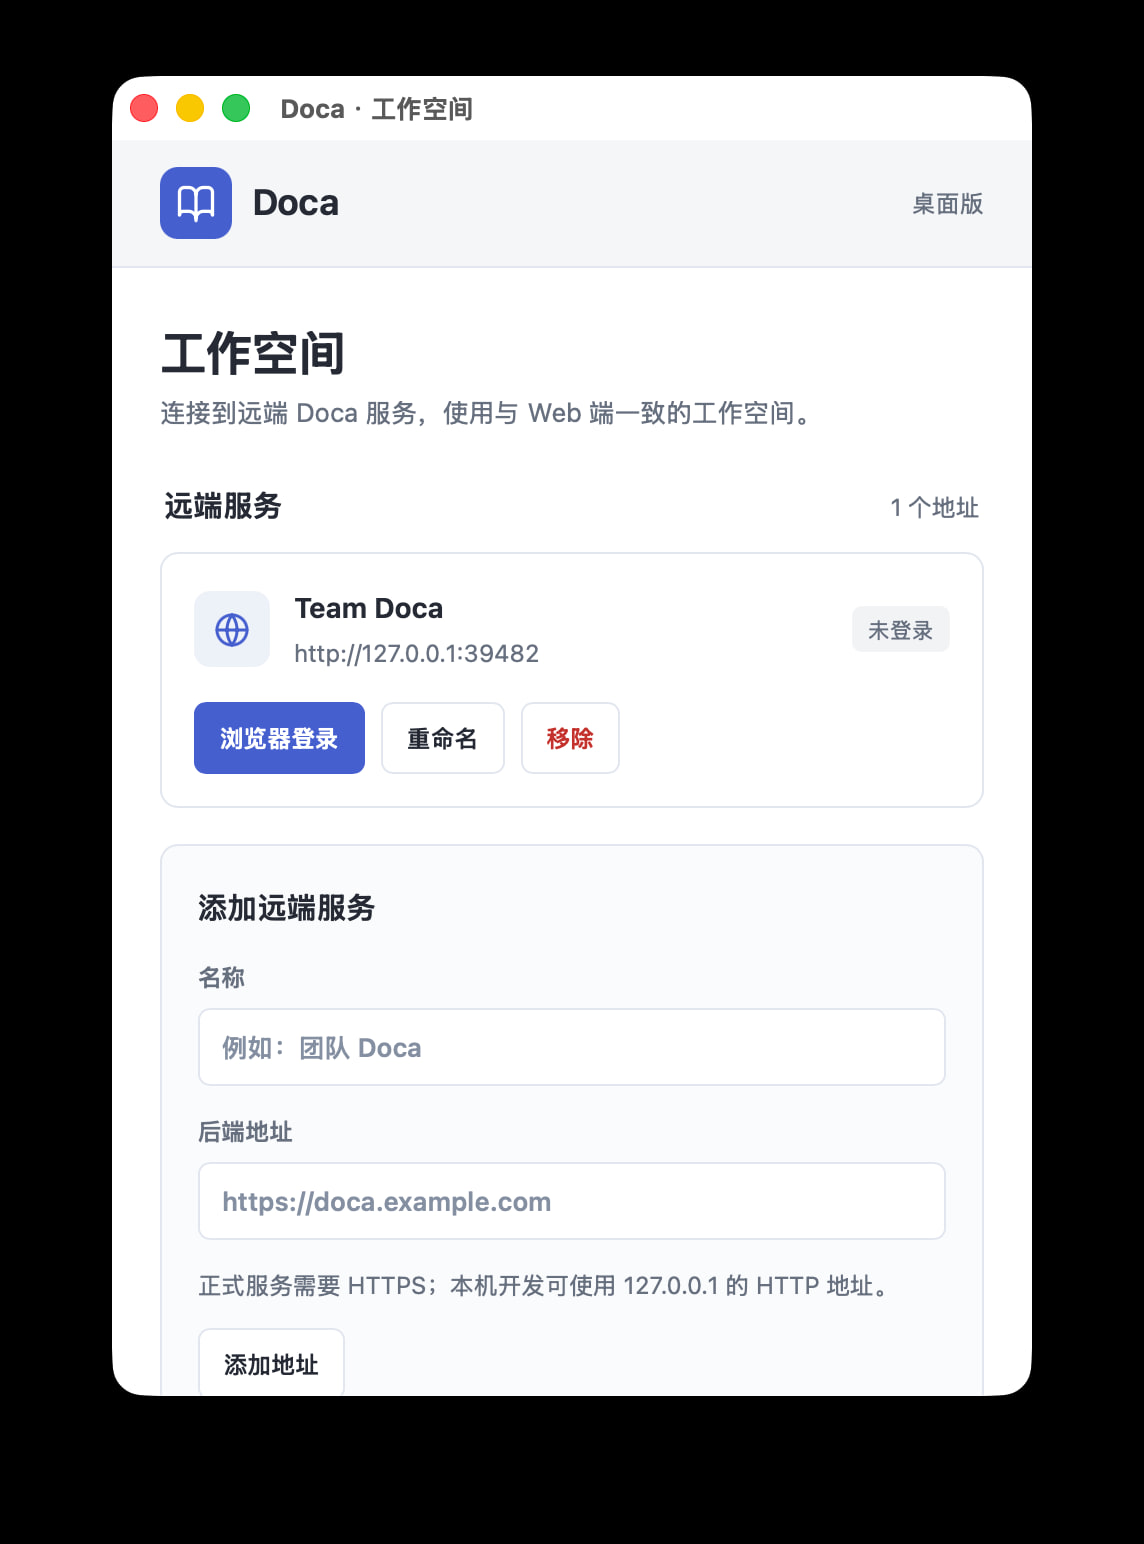 Doca · 工作空间
Doca
桌面版
工作空间
连接到远端 Doca 服务，使用与 Web 端一致的工作空间。
远端服务
1 个地址
Team Doca
http://127.0.0.1:39482
未登录
浏览器登录
重命名
移除
添加远端服务
名称
例如：团队 Doca
后端地址
https://doca.example.com
正式服务需要 HTTPS；本机开发可使用 127.0.0.1 的 HTTP 地址。
添加地址